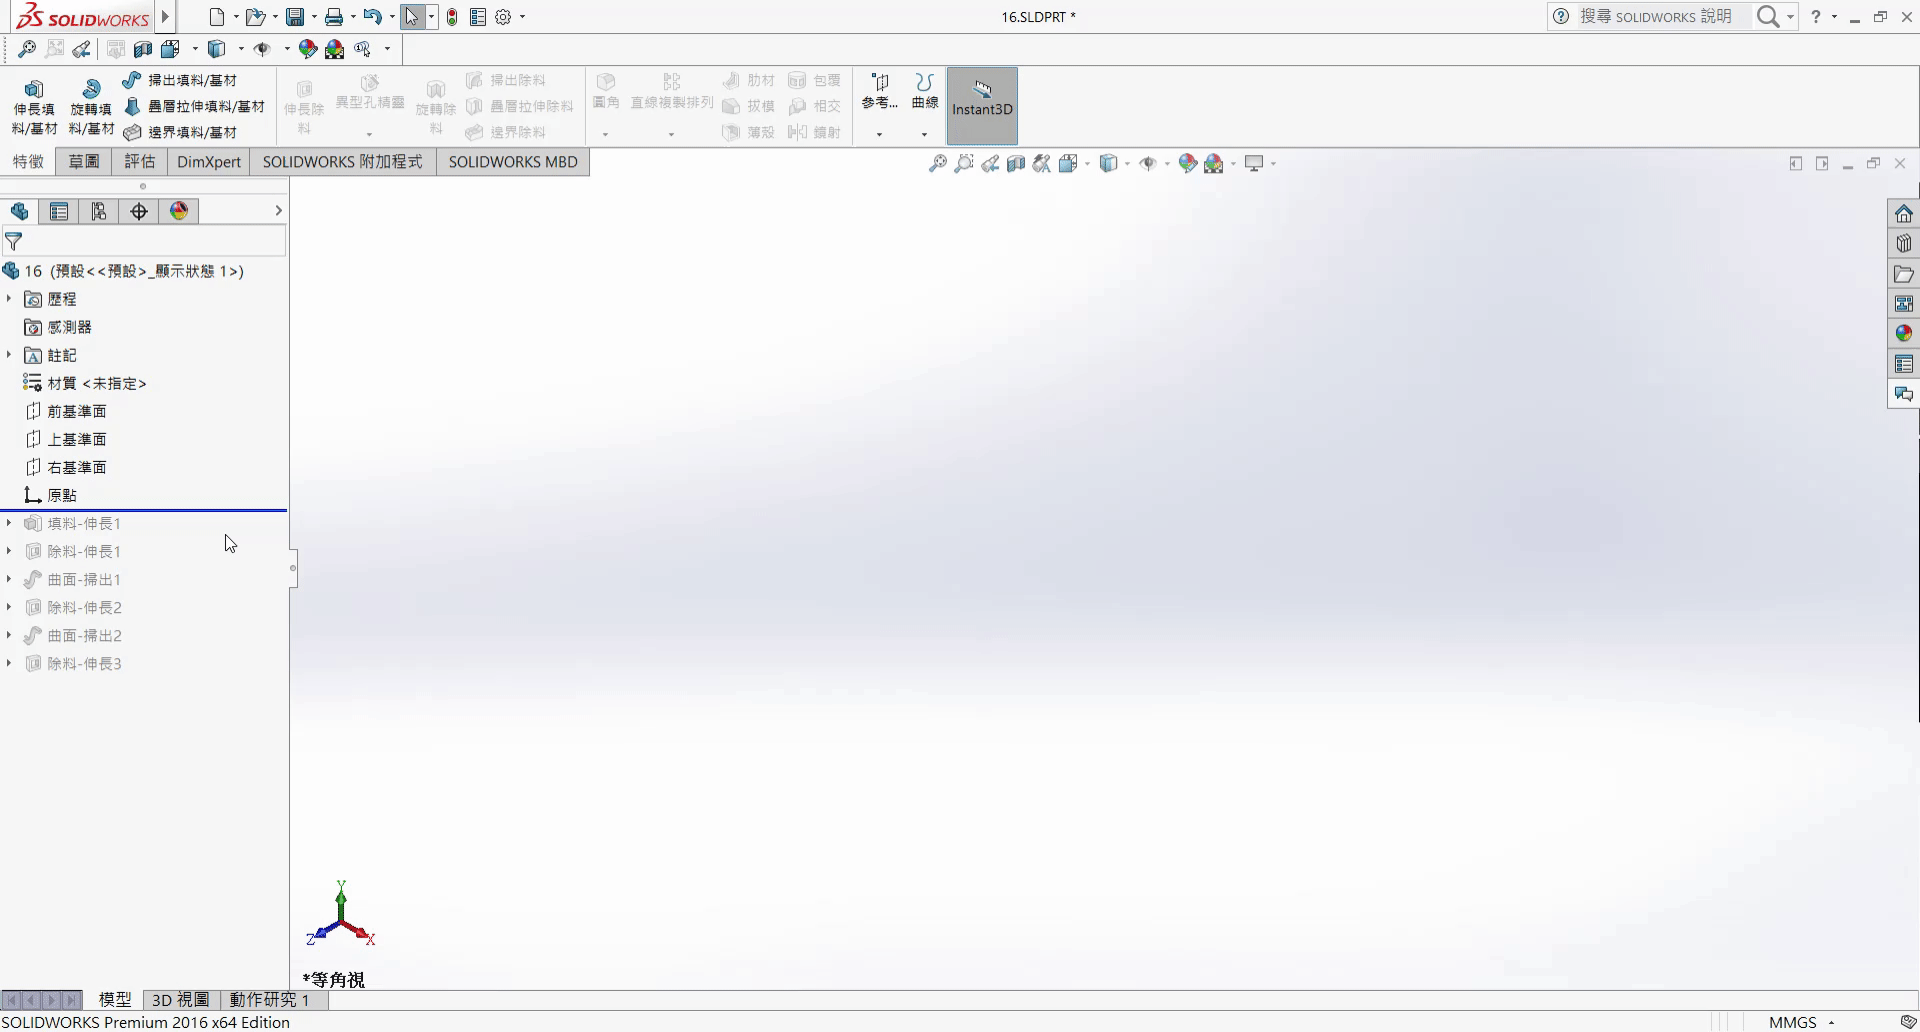 SOLIDWORKS
16.SLDPRT *
搜尋 SOLIDWORKS 說明
伸長填料/基材
旋轉填料/基材
掃出填料/基材
疊層拉伸填料/基材
邊界填料/基材
伸長除料
異型孔精靈
旋轉除料
掃出除料
疊層拉伸除料
邊界除料
圓角
直線複製排列
肋材
拔模
薄殼
包覆
相交
鏡射
參考...
曲線
Instant3D
特徵
草圖
評估
DimXpert
SOLIDWORKS 附加程式
SOLIDWORKS MBD
16 (預設<<預設>_顯示狀態 1>)
歷程
感測器
註記
材質 <未指定>
前基準面
上基準面
右基準面
原點
填料-伸長1
除料-伸長1
曲面-掃出1
除料-伸長2
曲面-掃出2
除料-伸長3
Y
Z
X
*等角視
模型
3D 視圖
動作研究 1
SOLIDWORKS Premium 2016 x64 Edition
MMGS